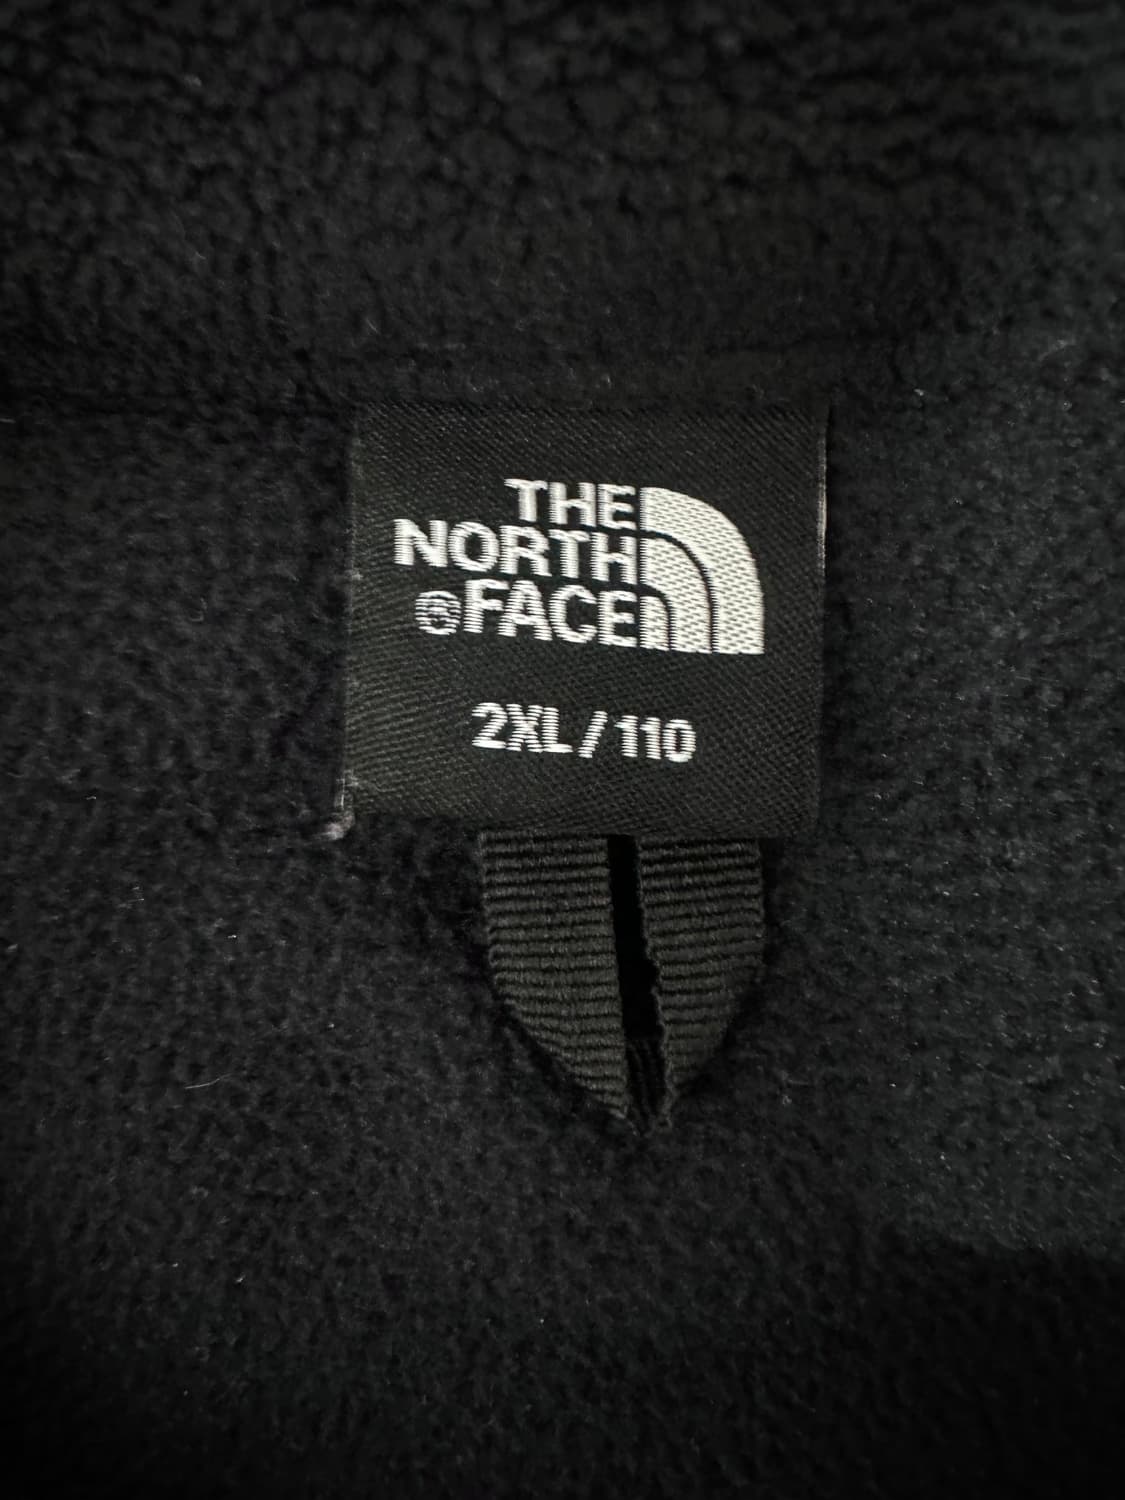 THE
NORTH
®FACE
2XL/110